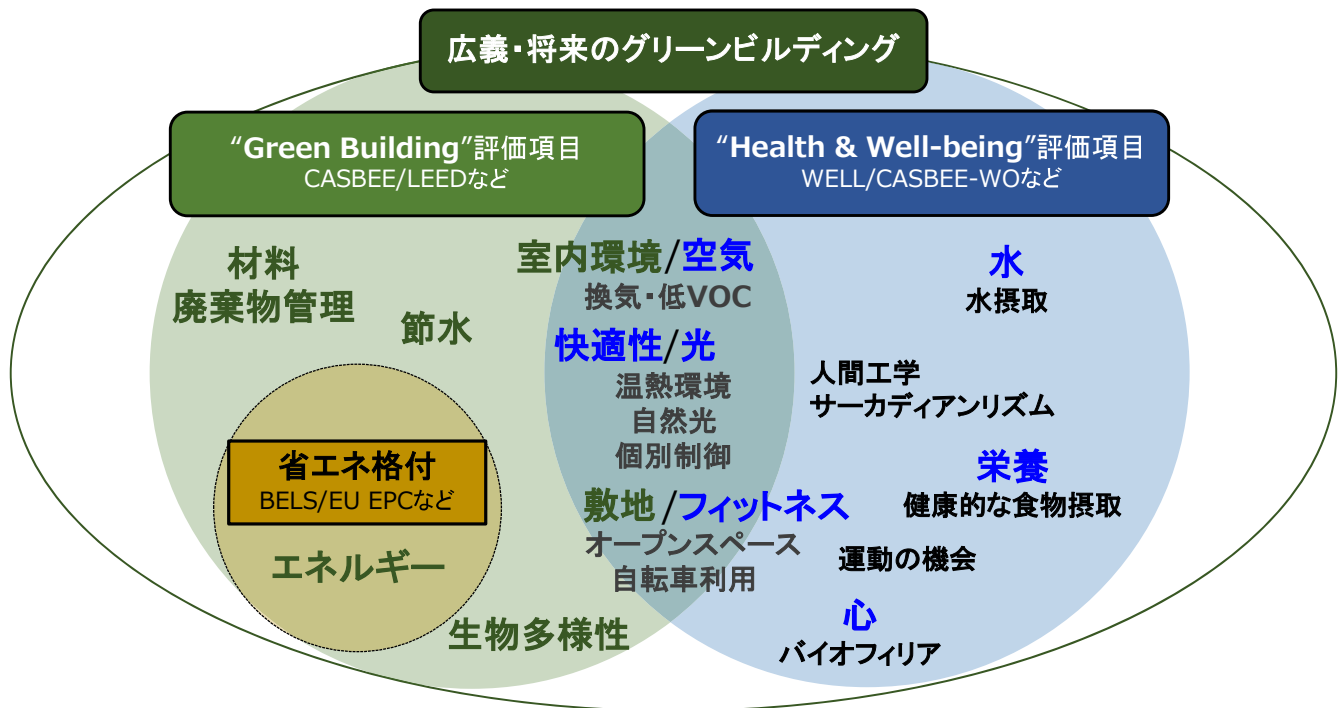 広義・将来のグリーンビルディング
“Green Building”評価項目
CASBEE/LEEDなど
“Health & Well-being”評価項目
WELL/CASBEE-WOなど
材料
廃棄物管理
節水
省エネ格付
BELS/EU EPCなど
エネルギー
生物多様性
室内環境/空気
換気・低VOC
快適性/光
温熱環境
自然光
個別制御
敷地/フィットネス
オープンスペース
自転車利用
水
水摂取
人間工学
サーカディアンリズム
栄養
健康的な食物摂取
運動の機会
心
バイオフィリア